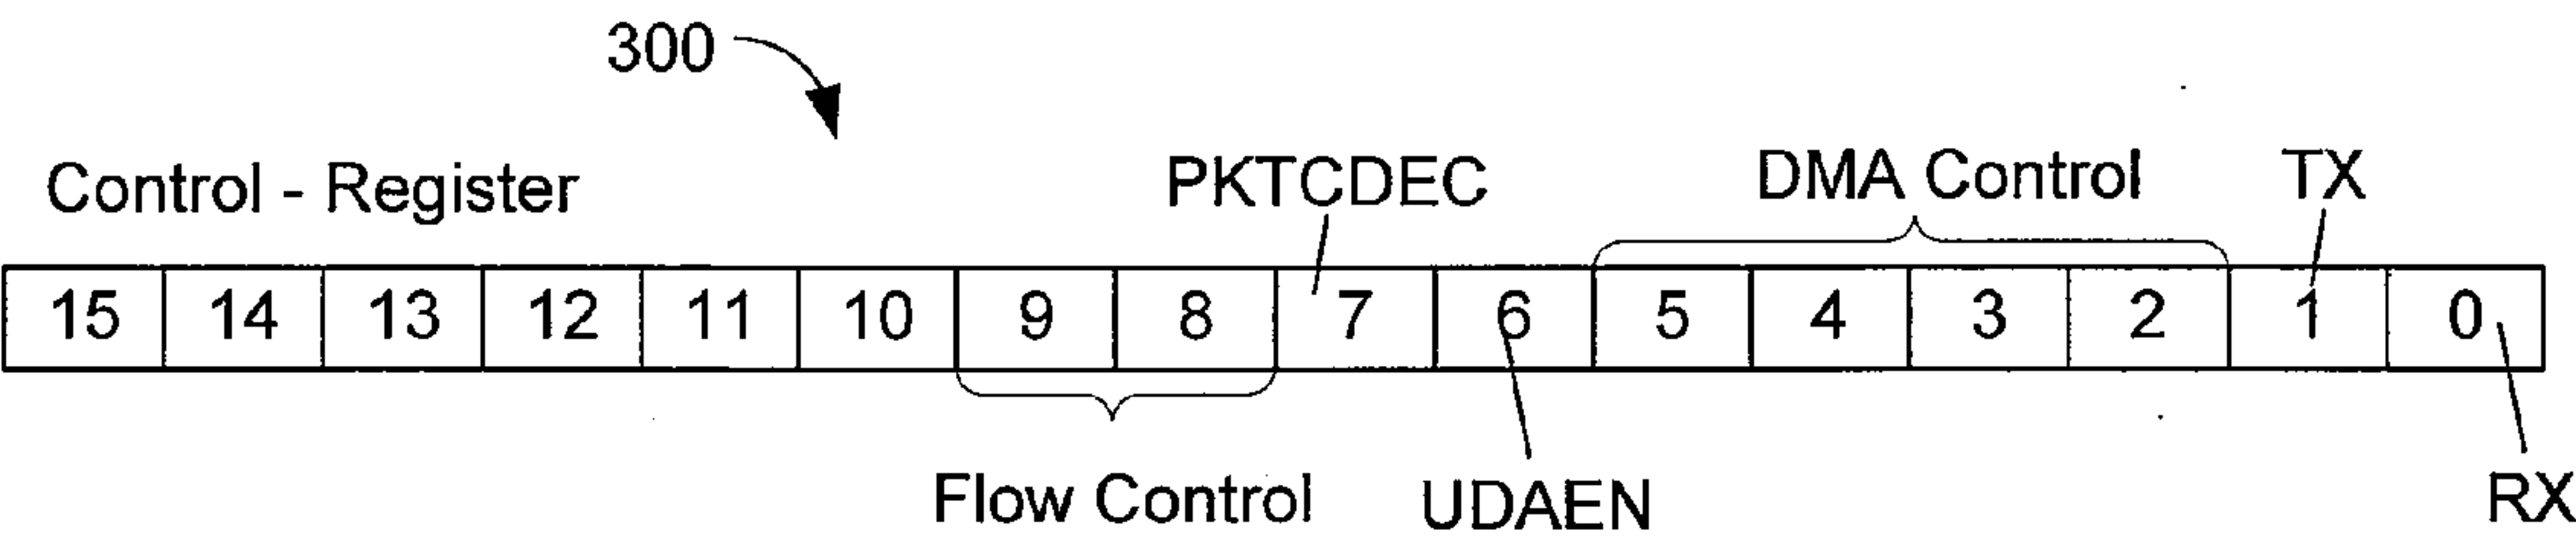 300
Control - Register
PKTCDEC
DMA Control
TX
15 14 13 12 11 10 9 8 7 6 5 4 3 2 1 0
Flow Control
UDAEN
RX